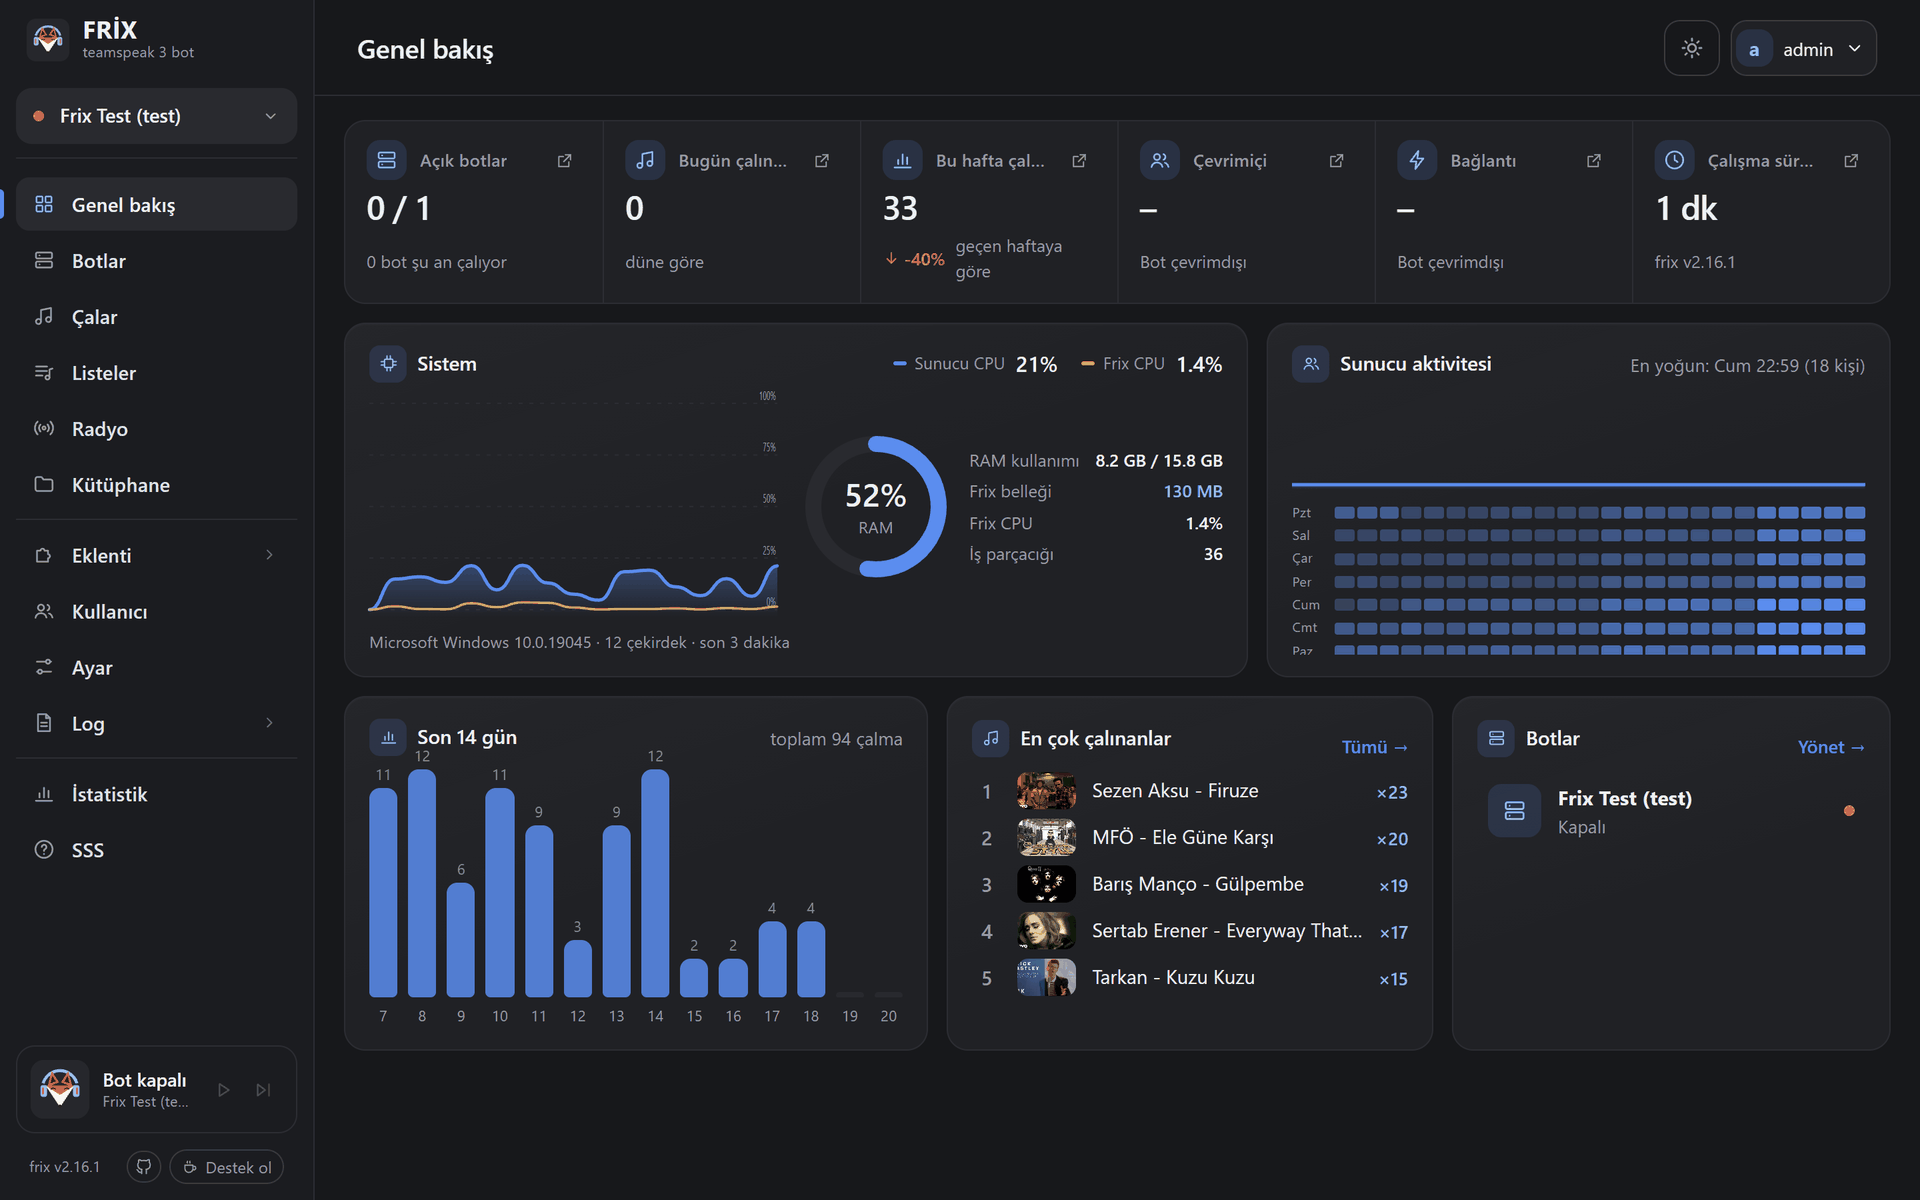 FRİX
teamspeak 3 bot
Frix Test (test)
Genel bakış
Botlar
Çalar
Listeler
Radyo
Kütüphane
Eklenti
Kullanıcı
Ayar
Log
İstatistik
SSS
Bot kapalı
Frix Test (te...
frix v2.16.1
Destek ol
Genel bakış
a admin
Açık botlar
0 / 1
0 bot şu an çalıyor
Bugün çalın...
0
düne göre
Bu hafta çal...
33
↓ -40% geçen haftaya
göre
Çevrimiçi
–
Bot çevrimdışı
Bağlantı
–
Bot çevrimdışı
Çalışma sür...
1 dk
frix v2.16.1
Sistem
Sunucu CPU 21% Frix CPU 1.4%
100%
75%
50%
25%
0%
52%
RAM
RAM kullanımı 8.2 GB / 15.8 GB
Frix belleği 130 MB
Frix CPU 1.4%
İş parçacığı 36
Microsoft Windows 10.0.19045 · 12 çekirdek · son 3 dakika
Sunucu aktivitesi
En yoğun: Cum 22:59 (18 kişi)
Pzt
Sal
Çar
Per
Cum
Cmt
Paz
Son 14 gün
toplam 94 çalma
11 12 6 11 9 3 9 12 2 2 4 4
7 8 9 10 11 12 13 14 15 16 17 18 19 20
En çok çalınanlar
Tümü →
1 Sezen Aksu - Firuze ×23
2 MFÖ - Ele Güne Karşı ×20
3 Barış Manço - Gülpembe ×19
4 Sertab Erener - Everyway That... ×17
5 Tarkan - Kuzu Kuzu ×15
Botlar
Yönet →
Frix Test (test)
Kapalı